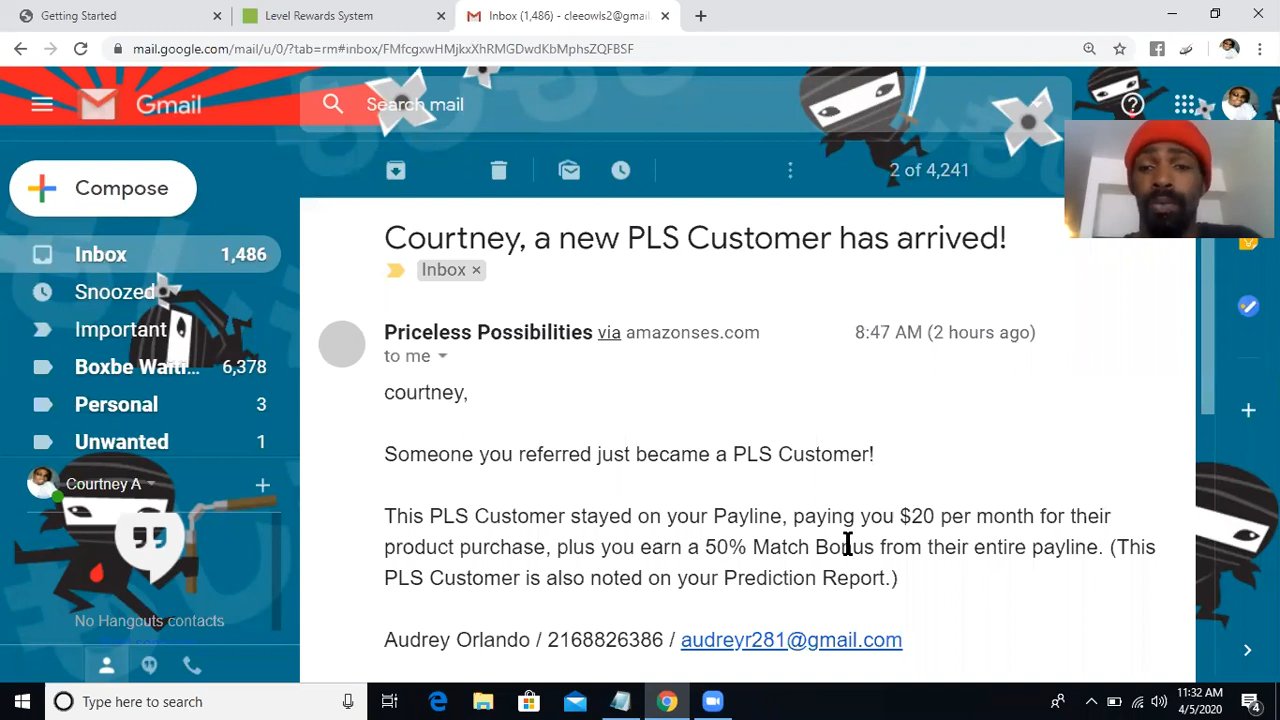 Getting Started
Level Rewards System
Inbox (1,486) - cleeowls2@gmai
mail.google.com/mail/u/0/?tab=rm#inbox/FMfcgxwHMjkxXhRMGDwdKbMphsZQFBSF
Gmail
Search mail
Compose
2 of 4,241
Inbox 1,486
Snoozed
Important
Boxbe Waiti... 6,378
Personal 3
Unwanted 1
Courtney A
No Hangouts contacts
Courtney, a new PLS Customer has arrived!
Inbox
Priceless Possibilities via amazonses.com 8:47 AM (2 hours ago)
to me
courtney,
Someone you referred just became a PLS Customer!
This PLS Customer stayed on your Payline, paying you $20 per month for their
product purchase, plus you earn a 50% Match Bonus from their entire payline. (This
PLS Customer is also noted on your Prediction Report.)
Audrey Orlando / 2168826386 / audreyr281@gmail.com
Type here to search
11:32 AM
4/5/2020
4